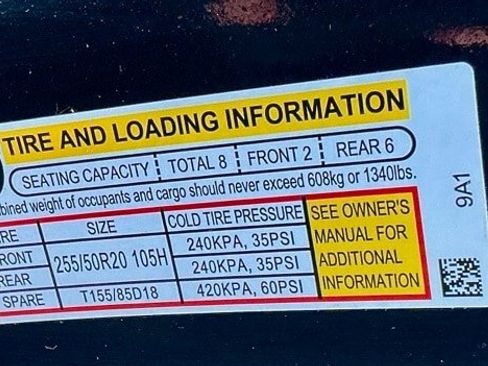 TIRE AND LOADING INFORMATION
SEATING CAPACITY TOTAL 8 FRONT 2 REAR 6
bined weight of occupants and cargo should never exceed 608kg or 1340lbs.
RE SIZE COLD TIRE PRESSURE SEE OWNER'S MANUAL FOR ADDITIONAL INFORMATION
RONT 255/50R20 105H 240KPA, 35PSI
REAR 240KPA, 35PSI
SPARE T155/85D18 420KPA, 60PSI
9A1